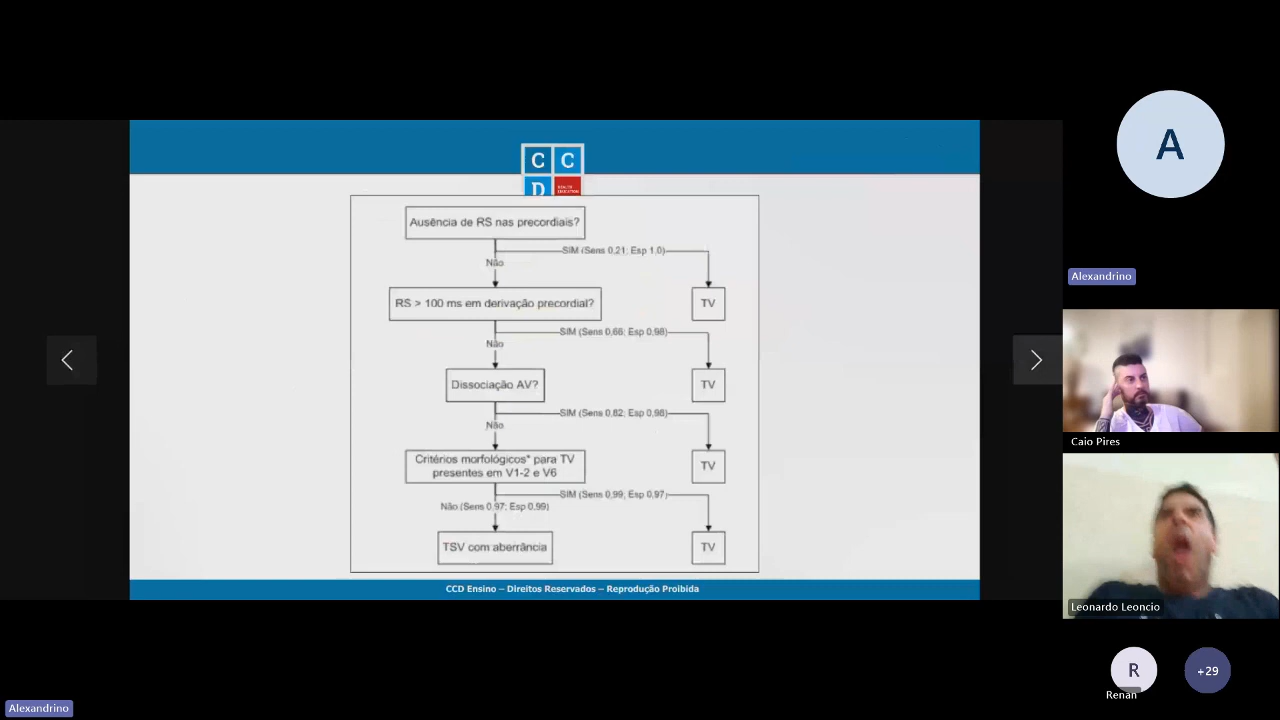 C C
D HEALTH
EDUCATION
Ausência de RS nas precordiais?
SIM (Sens 0,21; Esp 1,0)
Não
RS > 100 ms em derivação precordial?
TV
SIM (Sens 0,66; Esp 0,98)
Não
Dissociação AV?
TV
SIM (Sens 0,82; Esp 0,98)
Não
Critérios morfológicos* para TV
presentes em V1-2 e V6
TV
SIM (Sens 0,99; Esp 0,97)
Não (Sens 0,97; Esp 0,99)
TSV com aberrância
TV
CCD Ensino – Direitos Reservados – Reprodução Proibida
A
Alexandrino
Caio Pires
Leonardo Leoncio
R
Renan
+29
Alexandrino